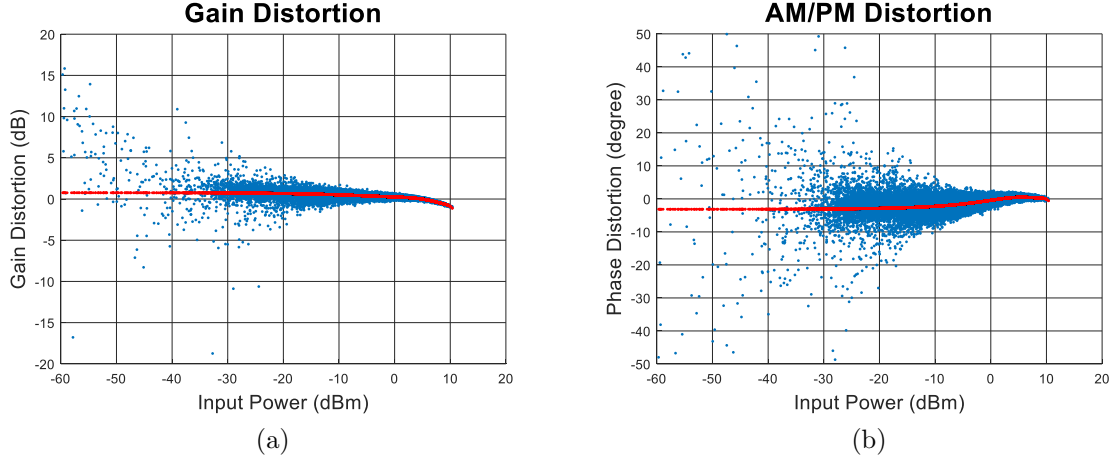 Gain Distortion
20
15
10
5
0
-5
-10
-15
-20
Gain Distortion (dB)
-60 -50 -40 -30 -20 -10 0 10 20
Input Power (dBm)
(a)
AM/PM Distortion
50
40
30
20
10
0
-10
-20
-30
-40
-50
Phase Distortion (degree)
-60 -50 -40 -30 -20 -10 0 10 20
Input Power (dBm)
(b)